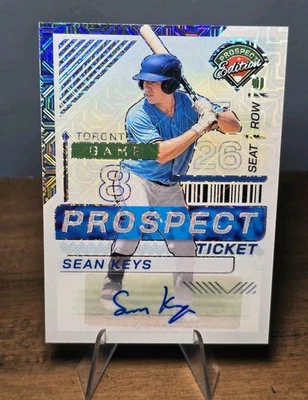 PROSPECT
Edition
TORONTO
GAME
8
26
SEAT
ROW
PROSPECT
TICKET
SEAN KEYS